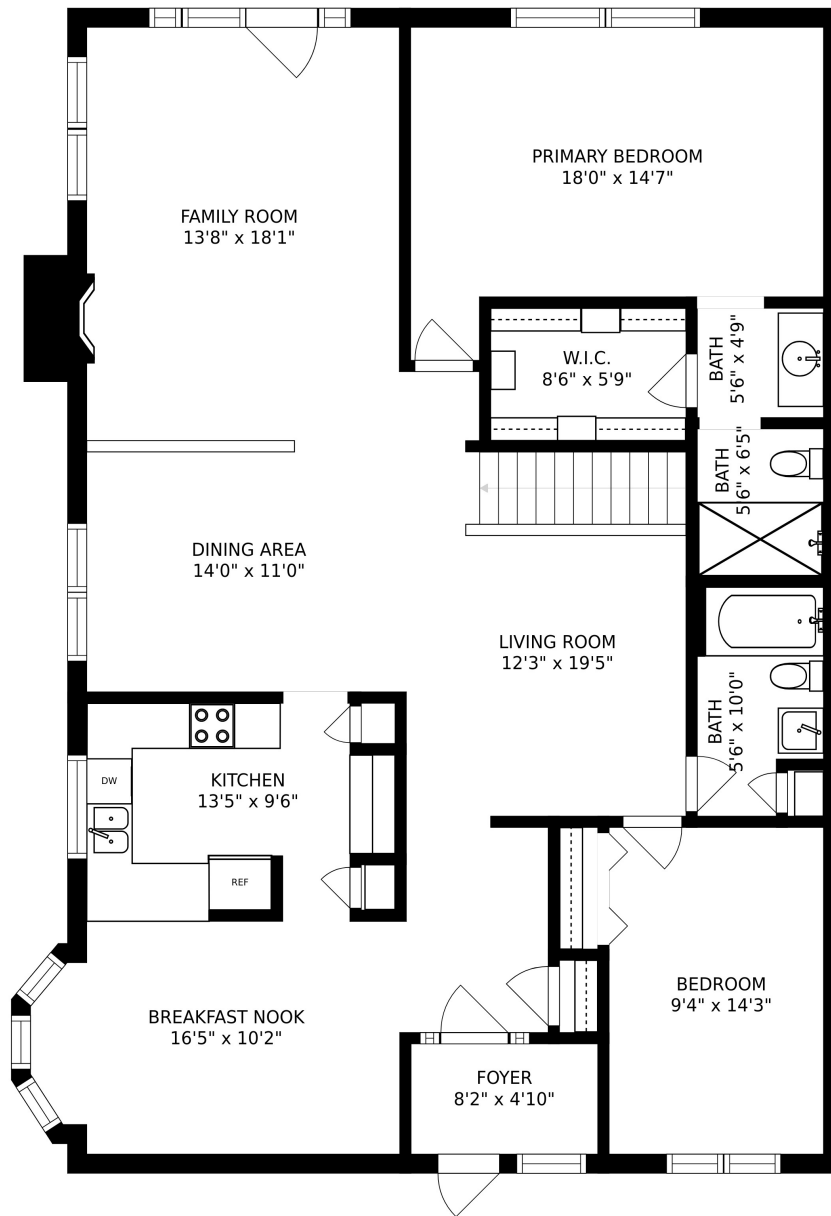 PRIMARY BEDROOM
18'0" x 14'7"
FAMILY ROOM
13'8" x 18'1"
W.I.C.
8'6" x 5'9"
BATH
5'6" x 4'9"
BATH
5'6" x 6'5"
DINING AREA
14'0" x 11'0"
LIVING ROOM
12'3" x 19'5"
BATH
5'6" x 10'0"
DW
KITCHEN
13'5" x 9'6"
REF
BEDROOM
9'4" x 14'3"
BREAKFAST NOOK
16'5" x 10'2"
FOYER
8'2" x 4'10"